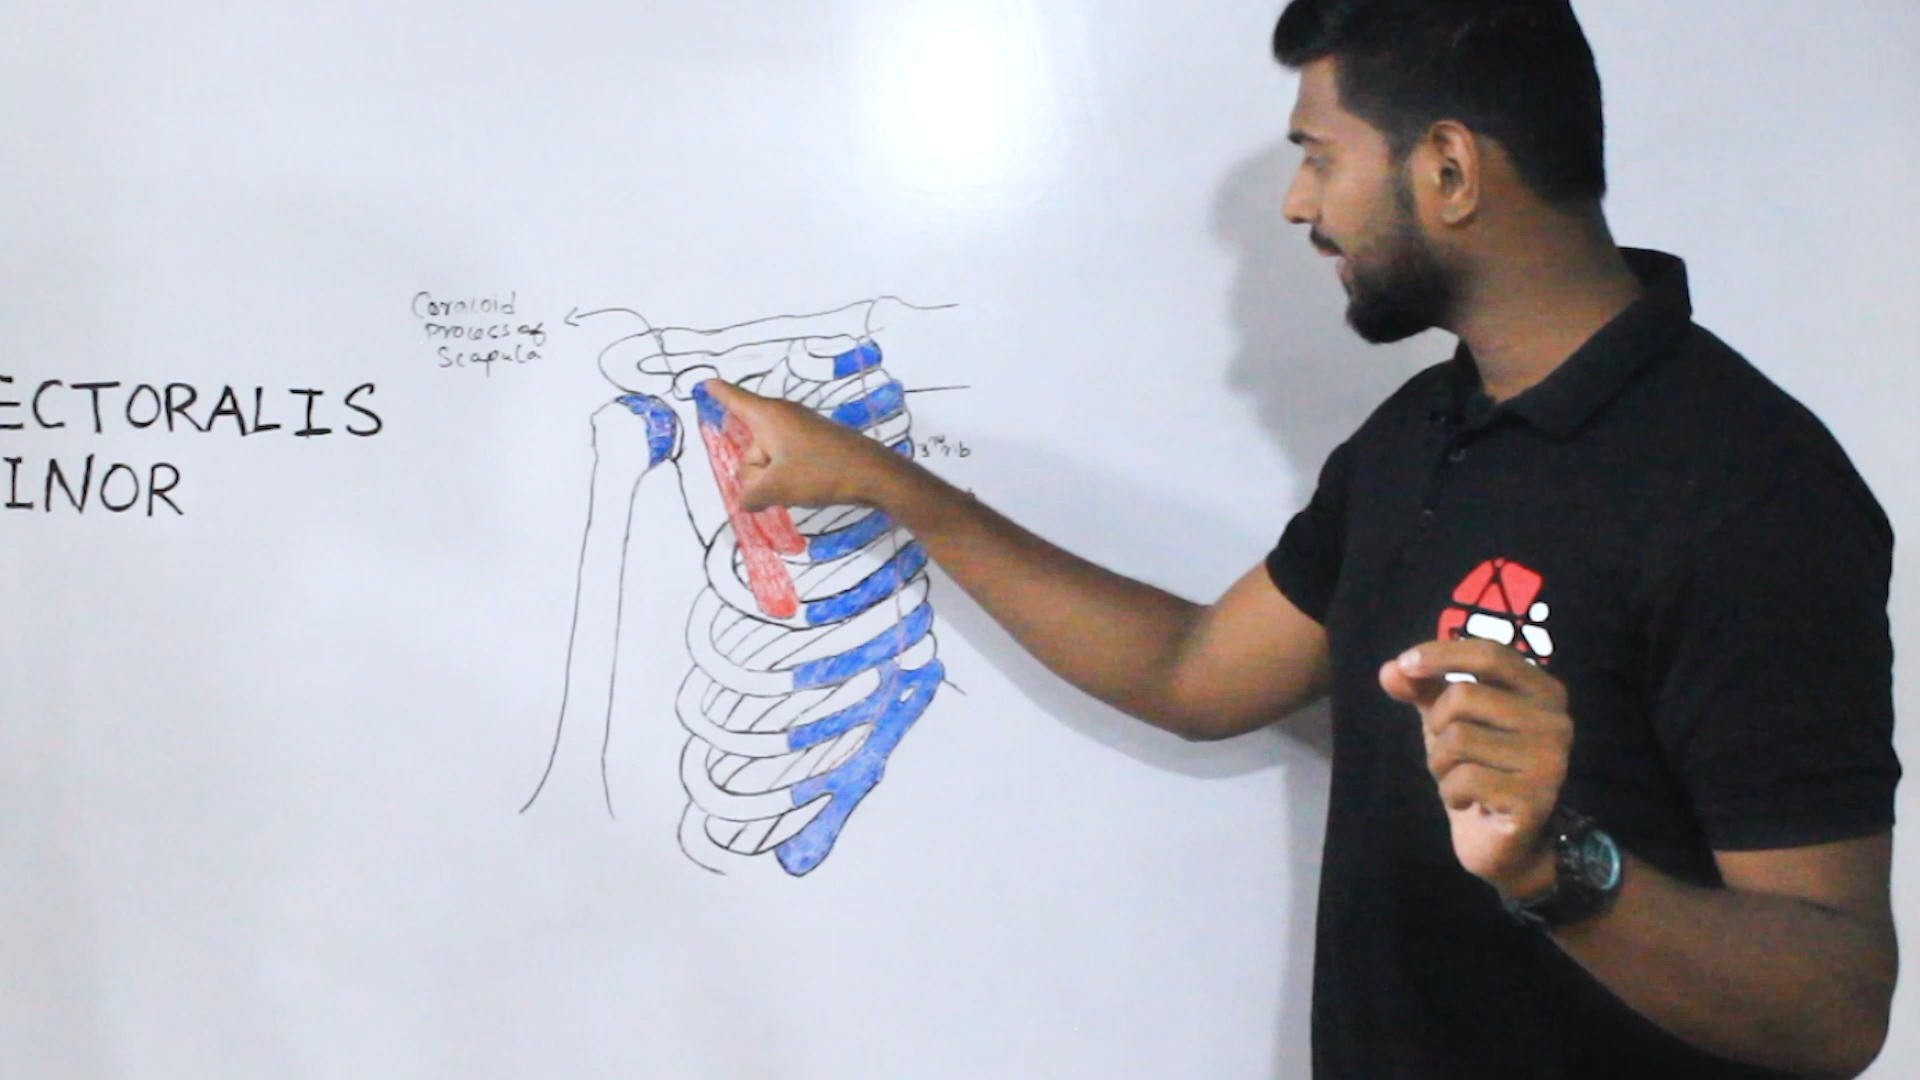 Coracoid
process of
Scapula
ECTORALIS
INOR
3rd rib